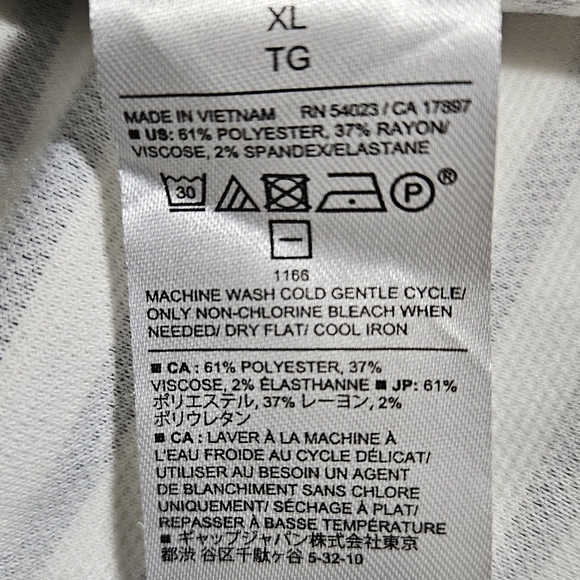 XL
TG
MADE IN VIETNAM RN 54023 / CA 17897
■ US: 61% POLYESTER, 37% RAYON/
VISCOSE, 2% SPANDEX/ELASTANE
30 P ®
1166
MACHINE WASH COLD GENTLE CYCLE/
ONLY NON-CHLORINE BLEACH WHEN
NEEDED/ DRY FLAT/ COOL IRON
■ CA : 61% POLYESTER, 37%
VISCOSE, 2% ÉLASTHANNE ■ JP: 61%
ポリエステル, 37% レーヨン, 2%
ポリウレタン
■ CA : LAVER À LA MACHINE À
L'EAU FROIDE AU CYCLE DÉLICAT/
UTILISER AU BESOIN UN AGENT
DE BLANCHIMENT SANS CHLORE
UNIQUEMENT/ SÉCHAGE À PLAT/
REPASSER À BASSE TEMPÉRATURE
■ ギャップジャパン株式会社東京
都渋 谷区千駄ヶ谷 5-32-10